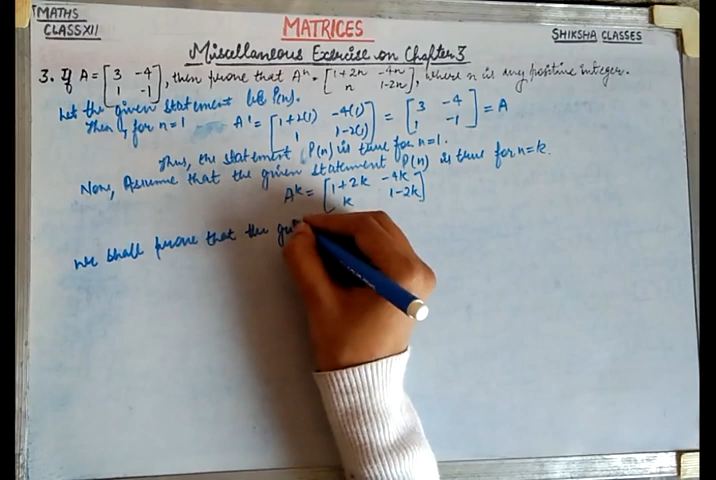 MATHS
CLASS XII
MATRICES
SHIKSHA CLASSES
Miscellaneous Exercise on Chapter 3
3. If A = [3 -4; 1 -1], then prove that Aⁿ = [1+2n -4n; n 1-2n], where n is any positive integer.
Let the given statement be P(n).
Then, for n=1 A¹ = [1+2(1) -4(1); 1 1-2(1)] = [3 -4; 1 -1] = A
Thus, the statement P(n) is true for n=1.
Now, Assume that the given statement P(n) is true for n=k.
Aᵏ = [1+2k -4k; k 1-2k]
we shall prove that the